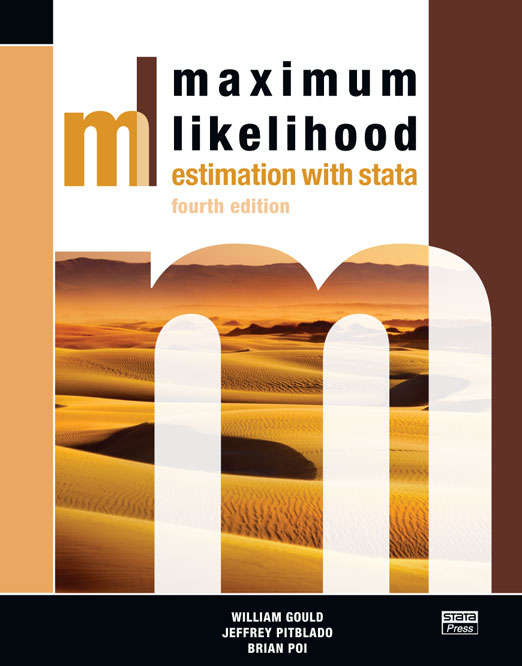 ml
maximum
likelihood
estimation with stata
fourth edition
m
WILLIAM GOULD
JEFFREY PITBLADO
BRIAN POI
STATA
Press